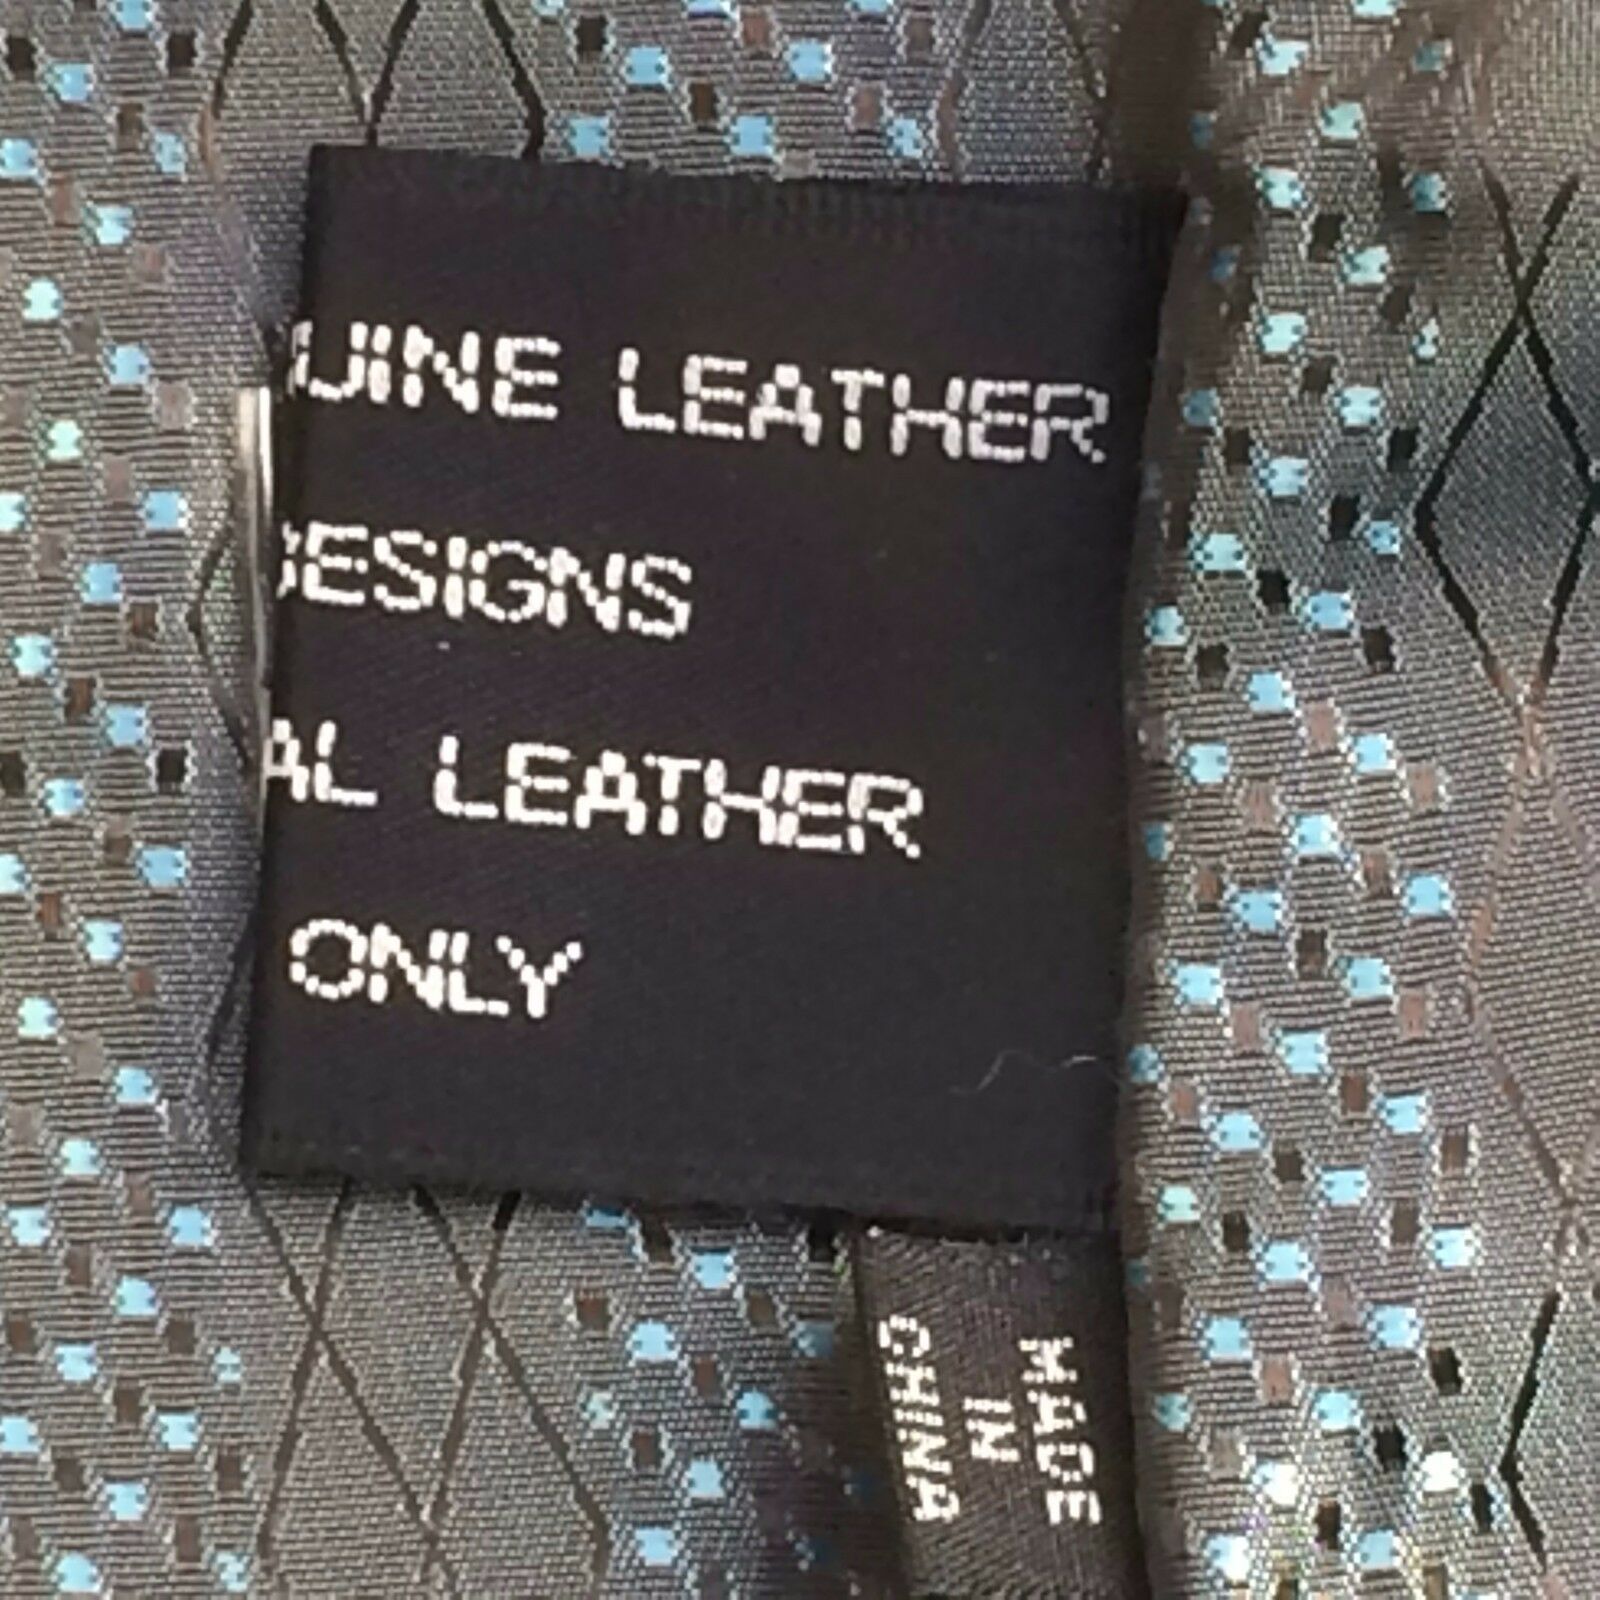 UINE LEATHER
DESIGNS
AL LEATHER
ONLY
MADE
IN
CHINA